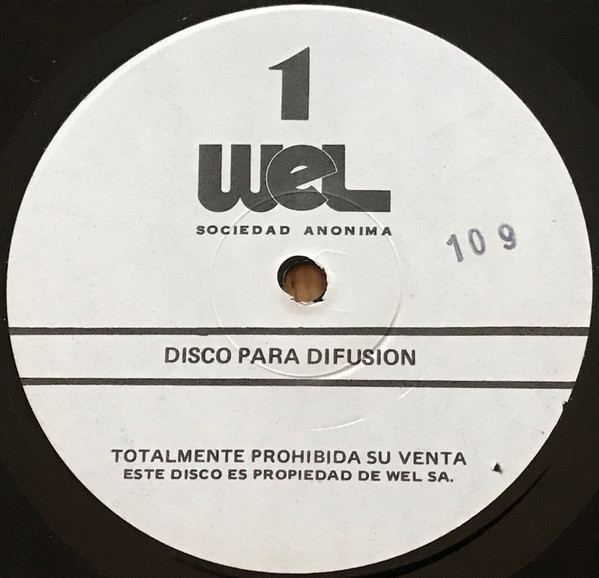 1
WeL
SOCIEDAD ANONIMA
109
DISCO PARA DIFUSION
TOTALMENTE PROHIBIDA SU VENTA
ESTE DISCO ES PROPIEDAD DE WEL SA.